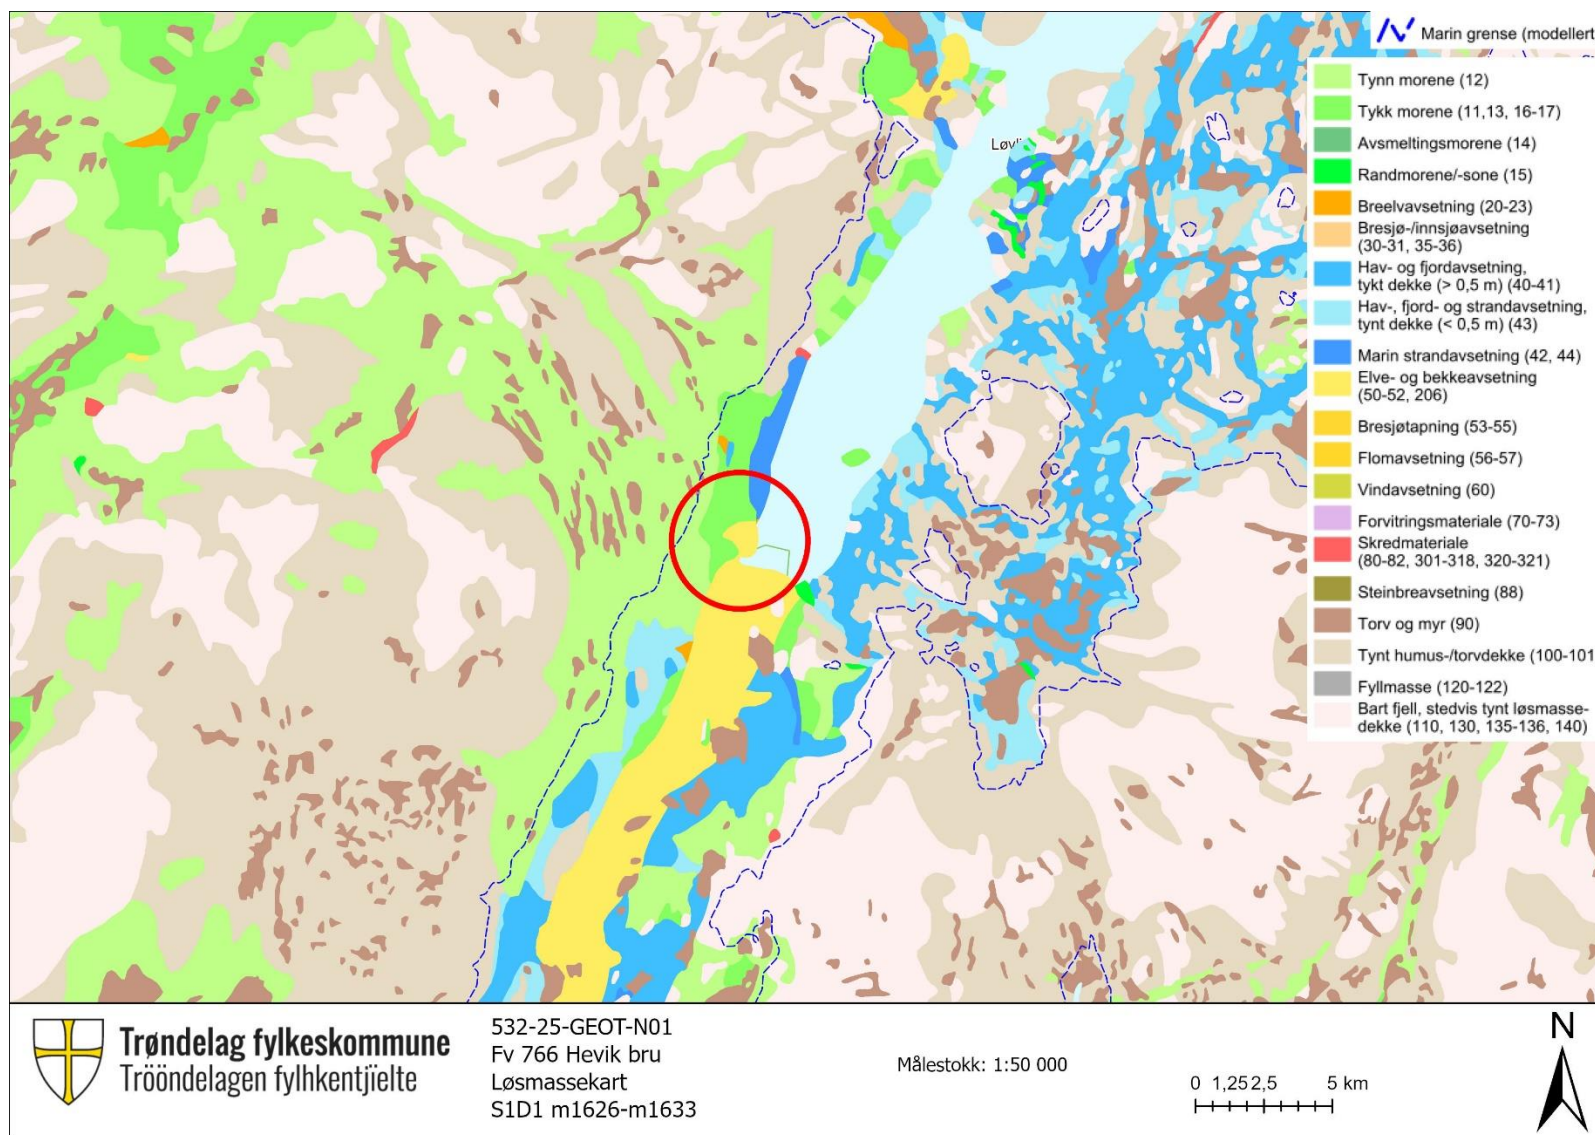 Marin grense (modellert
Tynn morene (12)
Tykk morene (11,13, 16-17)
Avsmeltingsmorene (14)
Randmorene/-sone (15)
Breelvavsetning (20-23)
Bresjø-/innsjøavsetning
(30-31, 35-36)
Hav- og fjordavsetning,
tykt dekke (> 0,5 m) (40-41)
Hav-, fjord- og strandavsetning,
tynt dekke (< 0,5 m) (43)
Marin strandavsetning (42, 44)
Elve- og bekkeavsetning
(50-52, 206)
Bresjøtapning (53-55)
Flomavsetning (56-57)
Vindavsetning (60)
Forvitringsmateriale (70-73)
Skredmateriale
(80-82, 301-318, 320-321)
Steinbreavsetning (88)
Torv og myr (90)
Tynt humus-/torvdekke (100-101
Fyllmasse (120-122)
Bart fjell, stedvis tynt løsmasse-
dekke (110, 130, 135-136, 140)
Trøndelag fylkeskommune
Trööndelagen fylhkentjïelte
532-25-GEOT-N01
Fv 766 Hevik bru
Løsmassekart
S1D1 m1626-m1633
Målestokk: 1:50 000
0 1,25 2,5 5 km
N